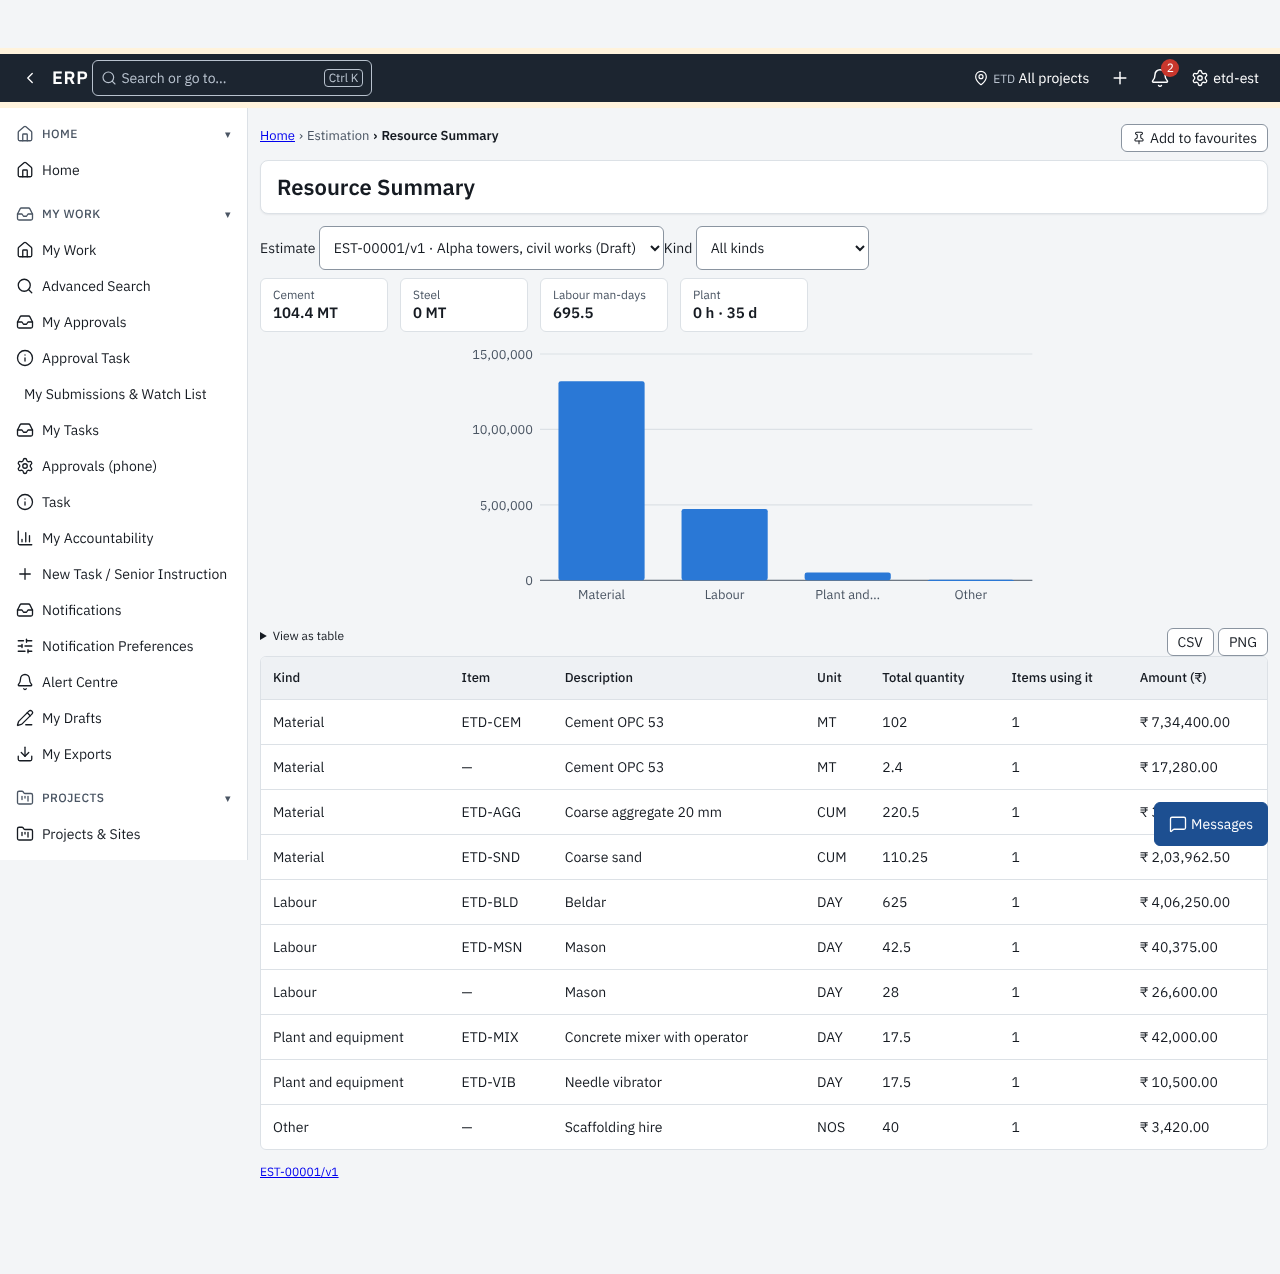 ERP
Search or go to...
Ctrl K
ETD All projects
2
etd-est
HOME
Home
MY WORK
My Work
Advanced Search
My Approvals
Approval Task
My Submissions & Watch List
My Tasks
Approvals (phone)
Task
My Accountability
New Task / Senior Instruction
Notifications
Notification Preferences
Alert Centre
My Drafts
My Exports
PROJECTS
Projects & Sites
Home › Estimation › Resource Summary
Add to favourites
Resource Summary
Estimate EST-00001/v1 · Alpha towers, civil works (Draft) Kind All kinds
Cement
104.4 MT
Steel
0 MT
Labour man-days
695.5
Plant
0 h · 35 d
15,00,000
10,00,000
5,00,000
0
Material Labour Plant and... Other
View as table
CSV PNG
Kind Item Description Unit Total quantity Items using it Amount (₹)
Material ETD-CEM Cement OPC 53 MT 102 1 ₹ 7,34,400.00
Material — Cement OPC 53 MT 2.4 1 ₹ 17,280.00
Material ETD-AGG Coarse aggregate 20 mm CUM 220.5 1 ₹
Messages
Material ETD-SND Coarse sand CUM 110.25 1 ₹ 2,03,962.50
Labour ETD-BLD Beldar DAY 625 1 ₹ 4,06,250.00
Labour ETD-MSN Mason DAY 42.5 1 ₹ 40,375.00
Labour — Mason DAY 28 1 ₹ 26,600.00
Plant and equipment ETD-MIX Concrete mixer with operator DAY 17.5 1 ₹ 42,000.00
Plant and equipment ETD-VIB Needle vibrator DAY 17.5 1 ₹ 10,500.00
Other — Scaffolding hire NOS 40 1 ₹ 3,420.00
EST-00001/v1